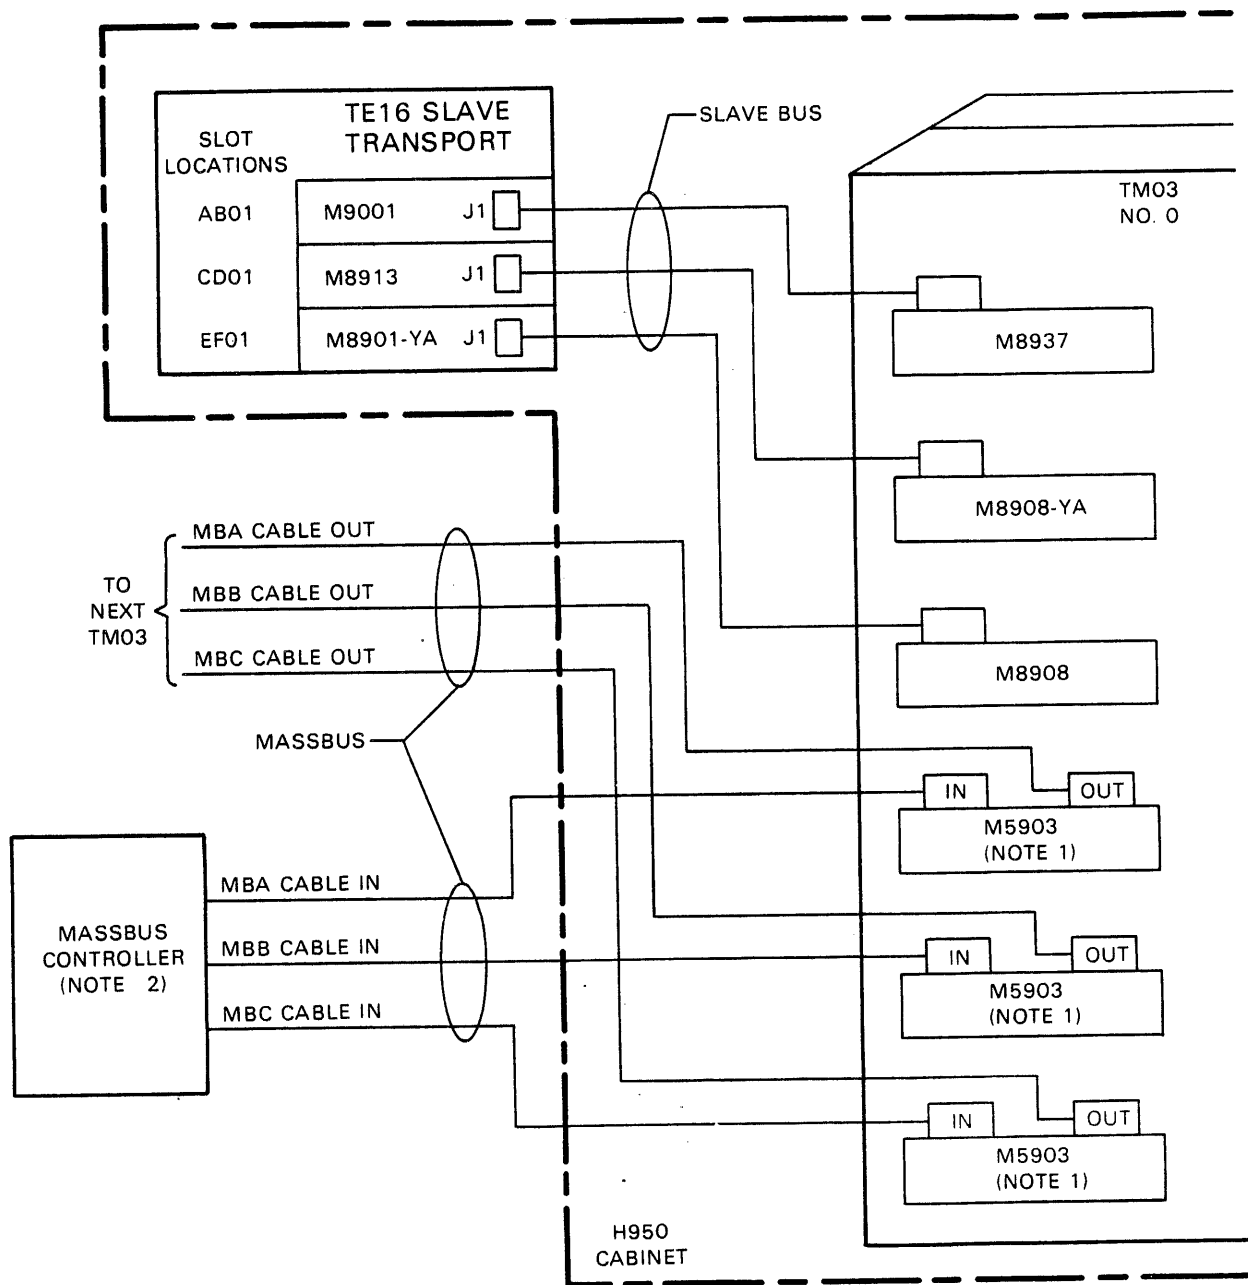 TE16 SLAVE
TRANSPORT
SLOT
LOCATIONS
AB01
M9001
J1
CD01
M8913
J1
EF01
M8901-YA
J1
SLAVE BUS
TM03
NO. 0
M8937
M8908-YA
M8908
TO
NEXT
TM03
MBA CABLE OUT
MBB CABLE OUT
MBC CABLE OUT
MASSBUS
IN
OUT
M5903
(NOTE 1)
MASSBUS
CONTROLLER
(NOTE 2)
MBA CABLE IN
MBB CABLE IN
MBC CABLE IN
IN
OUT
M5903
(NOTE 1)
IN
OUT
M5903
(NOTE 1)
H950
CABINET